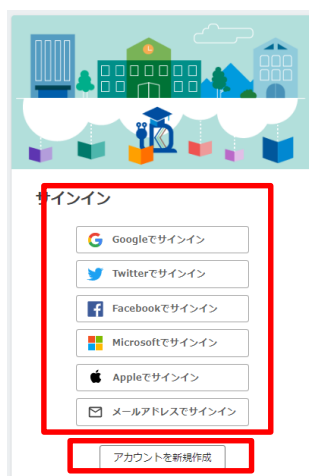 サインイン
Googleでサインイン
Twitterでサインイン
Facebookでサインイン
Microsoftでサインイン
Appleでサインイン
メールアドレスでサインイン
アカウントを新規作成